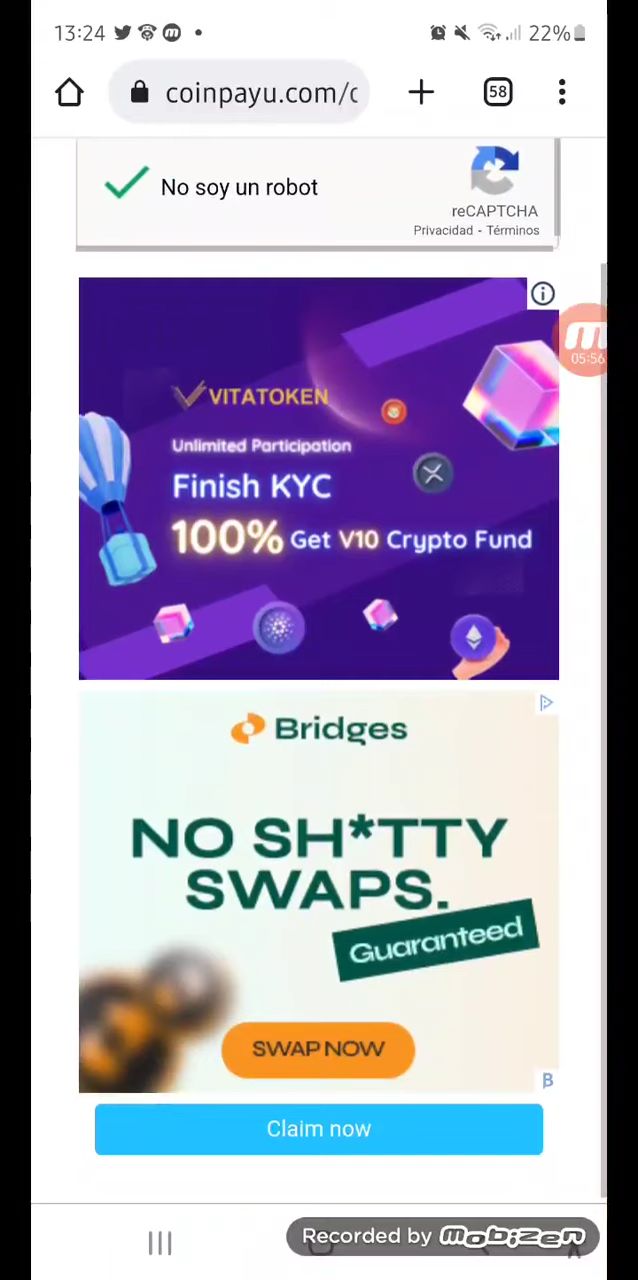 13:24
22%
coinpayu.com/c
58
No soy un robot
reCAPTCHA
Privacidad - Términos
05:56
VITATOKEN
Unlimited Participation
Finish KYC
100% Get V10 Crypto Fund
Bridges
NO SH*TTY
SWAPS.
Guaranteed
SWAP NOW
B
Claim now
Recorded by mobizen